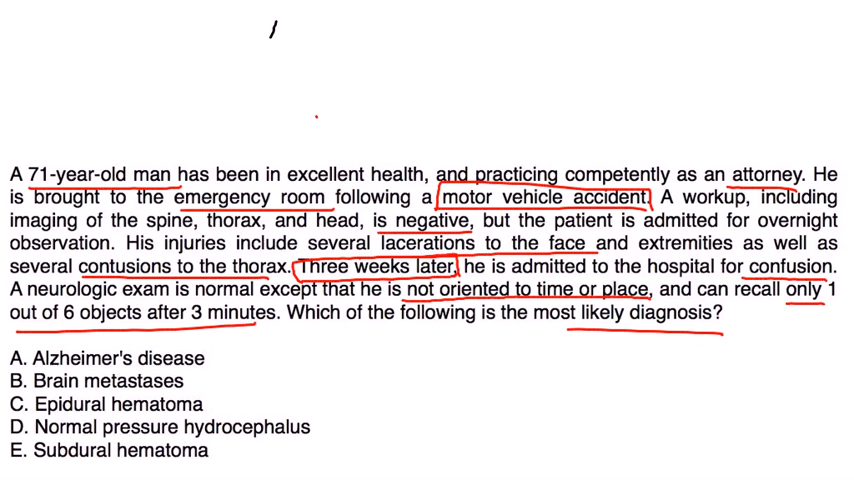 A 71-year-old man has been in excellent health, and practicing competently as an attorney. He
is brought to the emergency room following a motor vehicle accident. A workup, including
imaging of the spine, thorax, and head, is negative, but the patient is admitted for overnight
observation. His injuries include several lacerations to the face and extremities as well as
several contusions to the thorax. Three weeks later, he is admitted to the hospital for confusion.
A neurologic exam is normal except that he is not oriented to time or place, and can recall only 1
out of 6 objects after 3 minutes. Which of the following is the most likely diagnosis?
A. Alzheimer's disease
B. Brain metastases
C. Epidural hematoma
D. Normal pressure hydrocephalus
E. Subdural hematoma